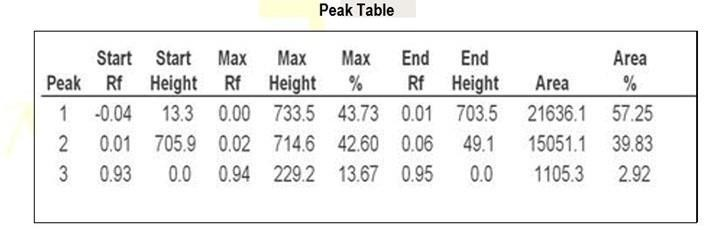 Peak Table
Start Start Max Max Max End End Area
Peak Rf Height Rf Height % Rf Height Area %
1 -0.04 13.3 0.00 733.5 43.73 0.01 703.5 21636.1 57.25
2 0.01 705.9 0.02 714.6 42.60 0.06 49.1 15051.1 39.83
3 0.93 0.0 0.94 229.2 13.67 0.95 0.0 1105.3 2.92